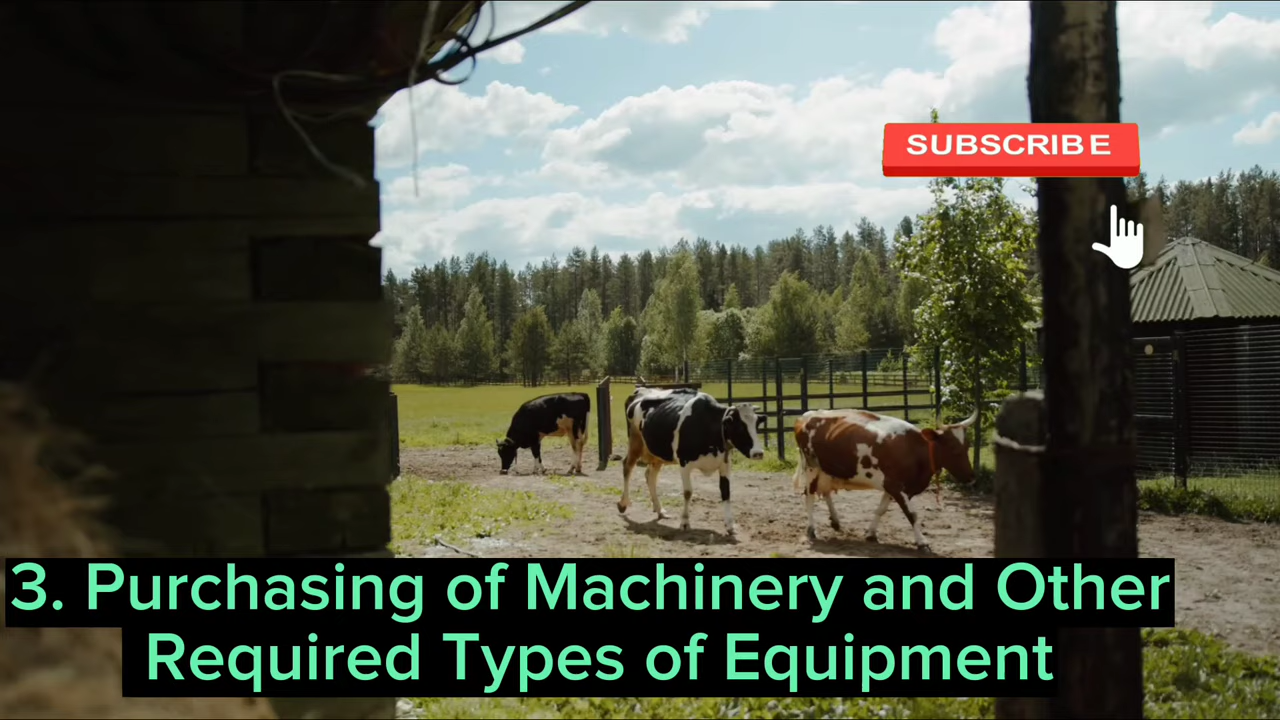 SUBSCRIBE
3. Purchasing of Machinery and Other
Required Types of Equipment